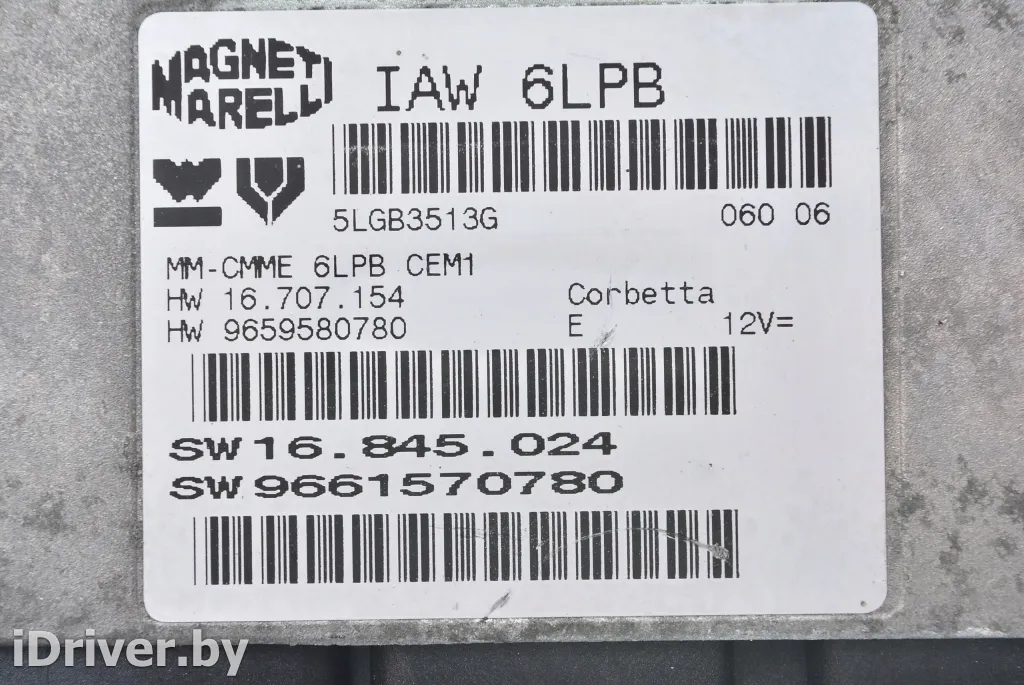 MAGNETI
MARELLI
IAW 6LPB
5LGB3513G 060 06
MM-CMME 6LPB CEM1
HW 16.707.154 Corbetta
HW 9659580780 E 12V=
SW 16.845.024
SW 9661570780
iDriver.by